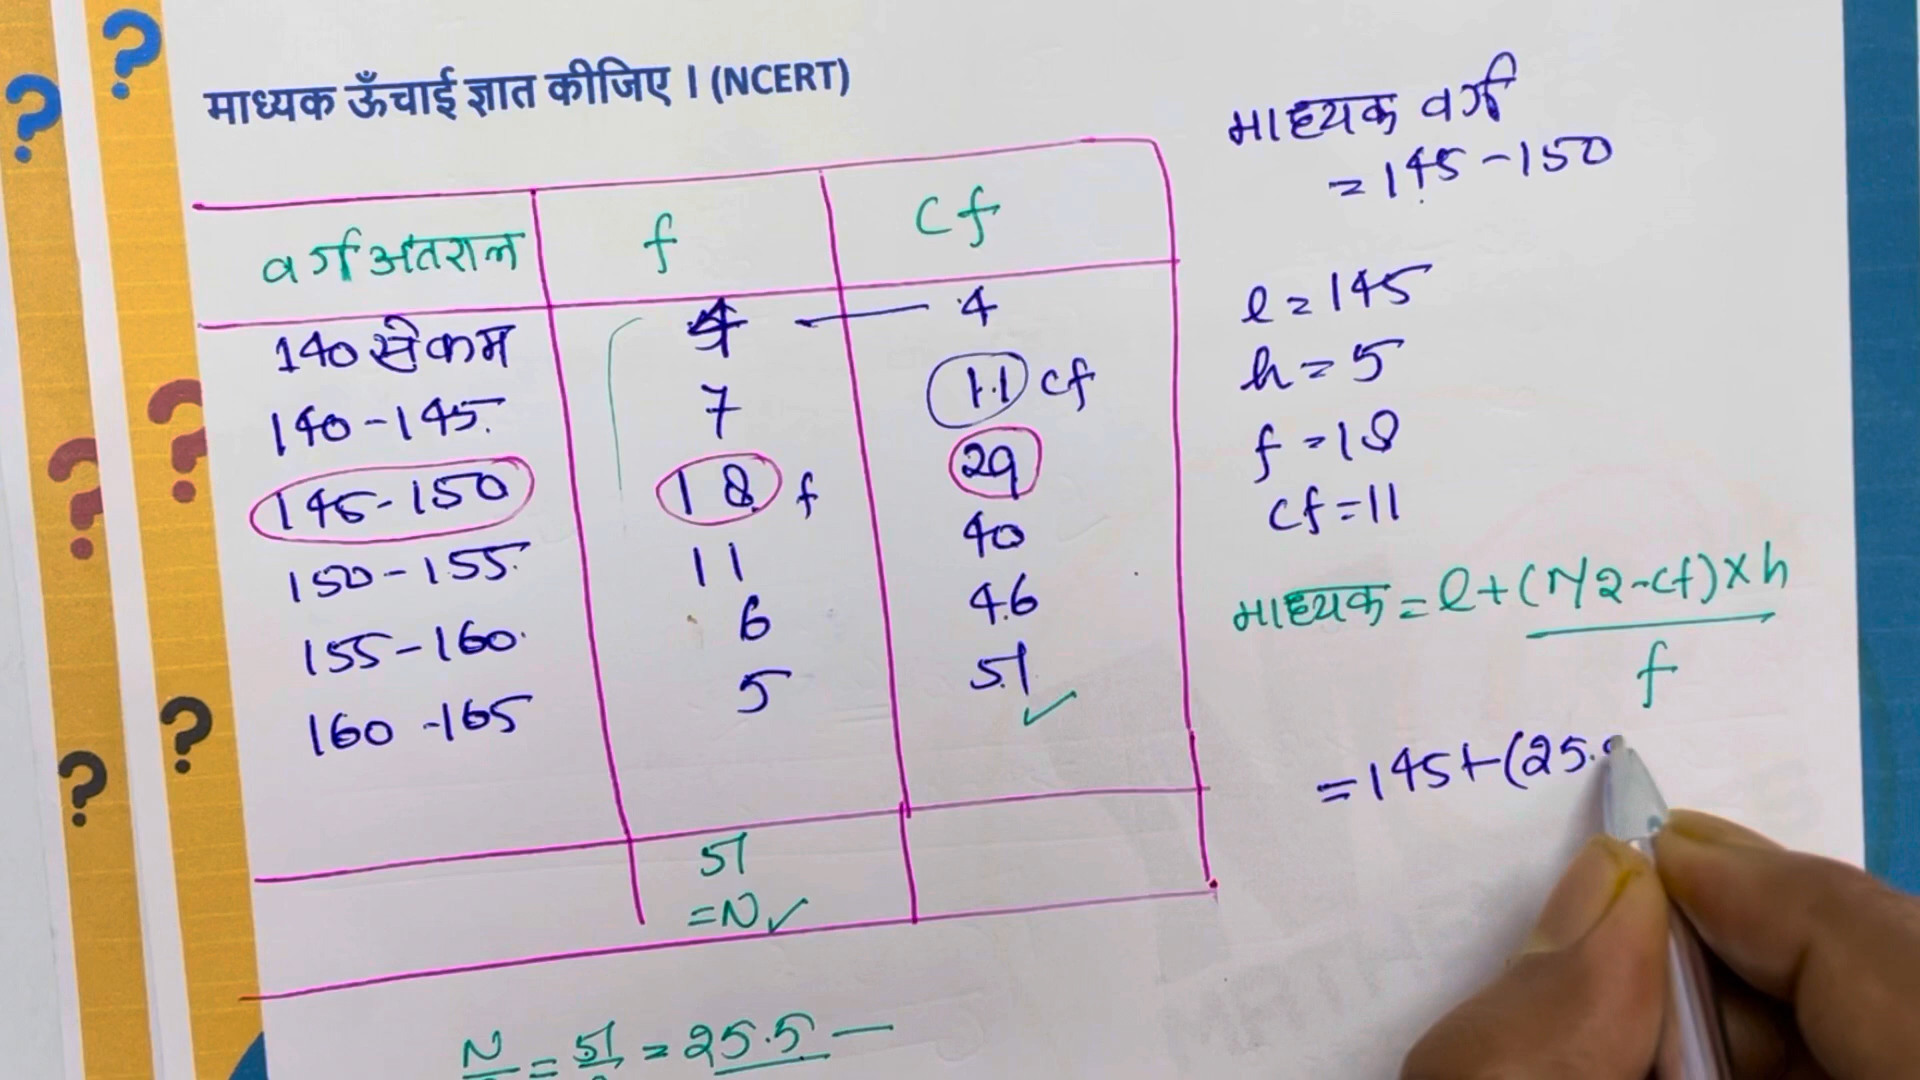 माध्यक ऊँचाई ज्ञात कीजिए । (NCERT)
वर्ग अंतराल f cf
140 से कम 4 4
140-145 7 11 cf
145-150 18 f 29
150-155 11 40
155-160 6 46
160-165 5 51 ✓
51
=N✓
N = 51 = 25.5 —
माध्यक वर्ग
= 145-150
l = 145
h = 5
f = 18
cf = 11
माध्यक = l + (N/2 - cf) × h
f
= 145 + (25.